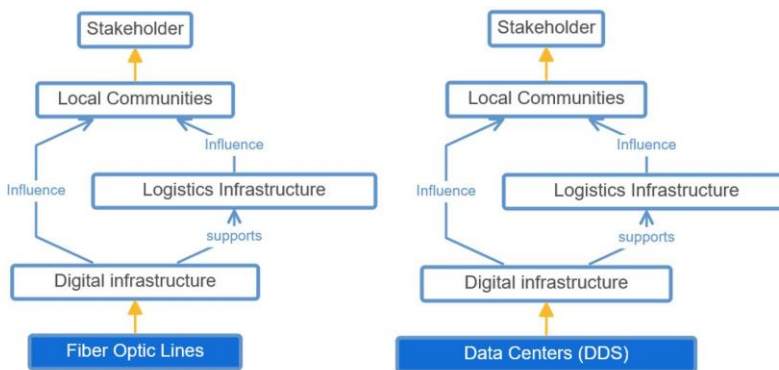 Stakeholder
Local Communities
Influence
Influence
Logistics Infrastructure
supports
Digital infrastructure
Fiber Optic Lines
Stakeholder
Local Communities
Influence
Influence
Logistics Infrastructure
supports
Digital infrastructure
Data Centers (DDS)